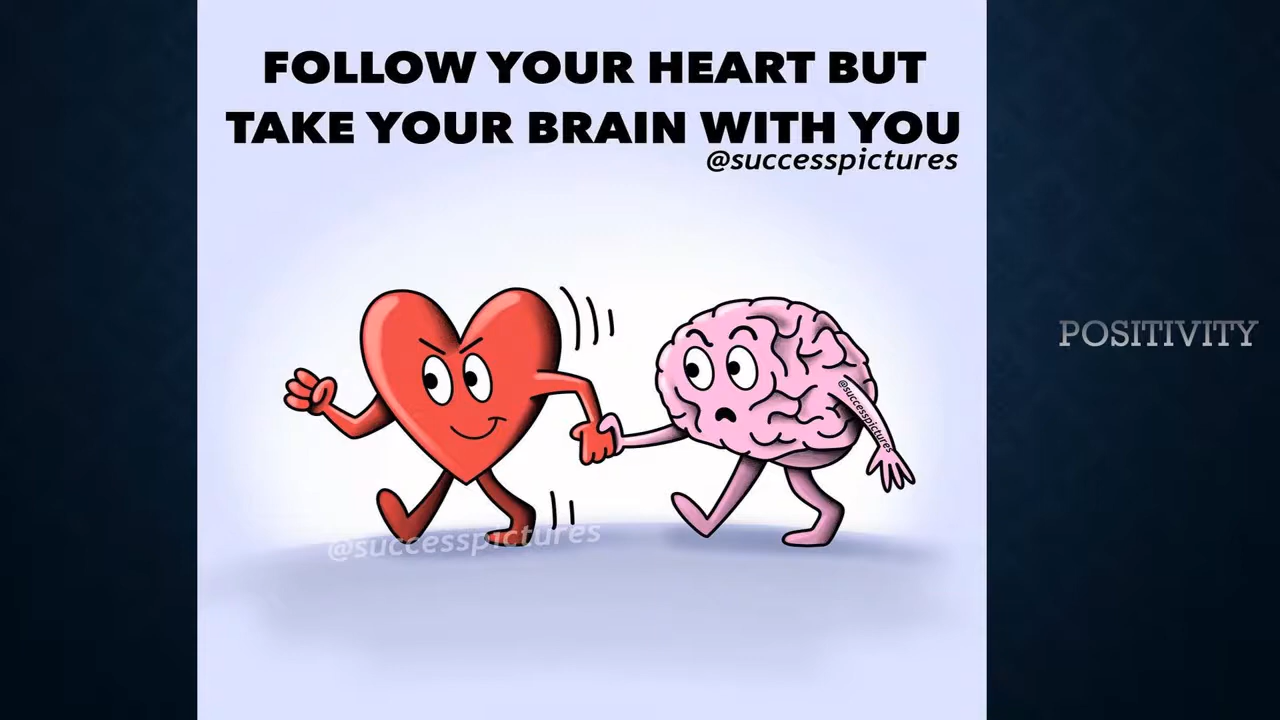 FOLLOW YOUR HEART BUT
TAKE YOUR BRAIN WITH YOU
@successpictures
POSITIVITY
@successpictures
@successpictures